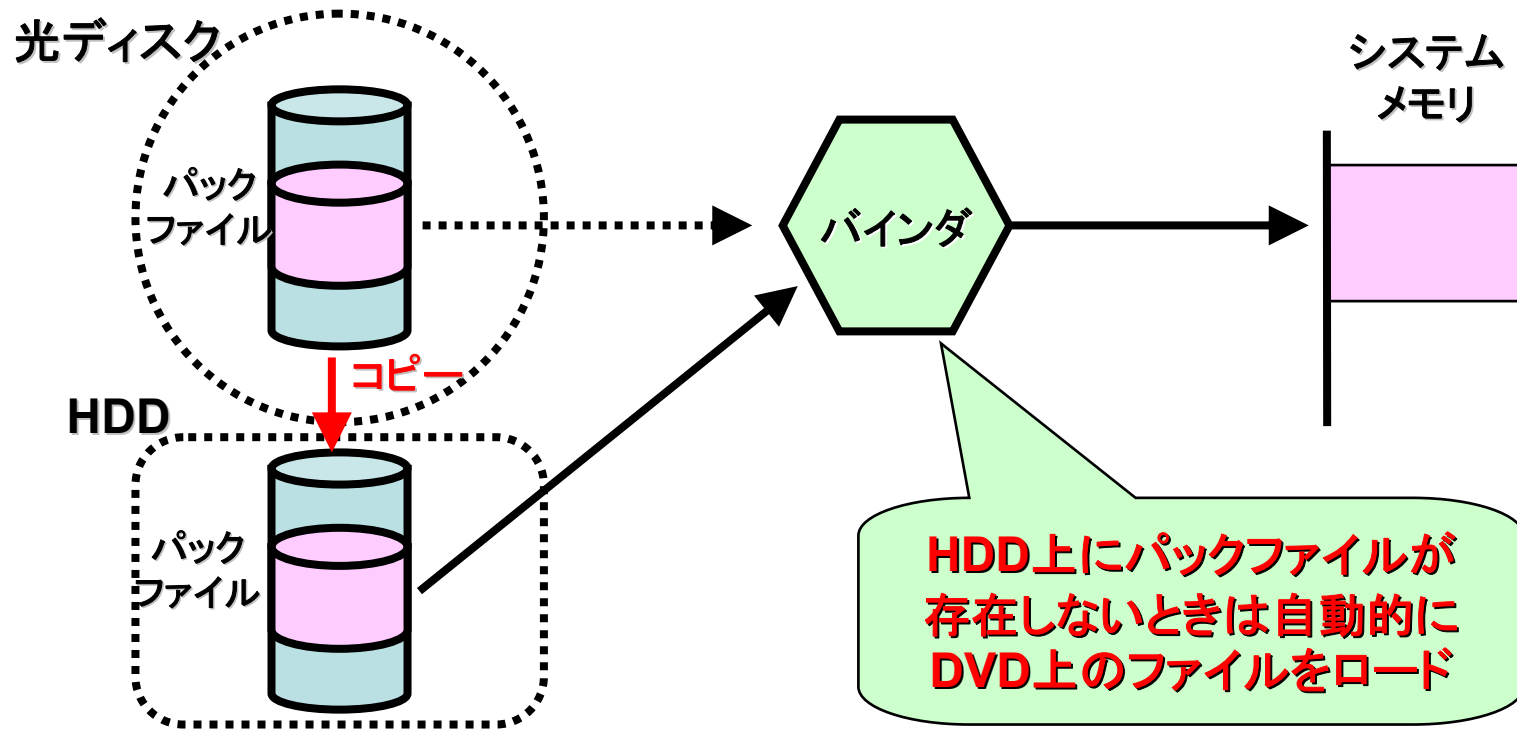 光ディスク
パック
ファイル
コピー
HDD
パック
ファイル
バインダ
システム
メモリ
HDD上にパックファイルが
存在しないときは自動的に
DVD上のファイルをロード